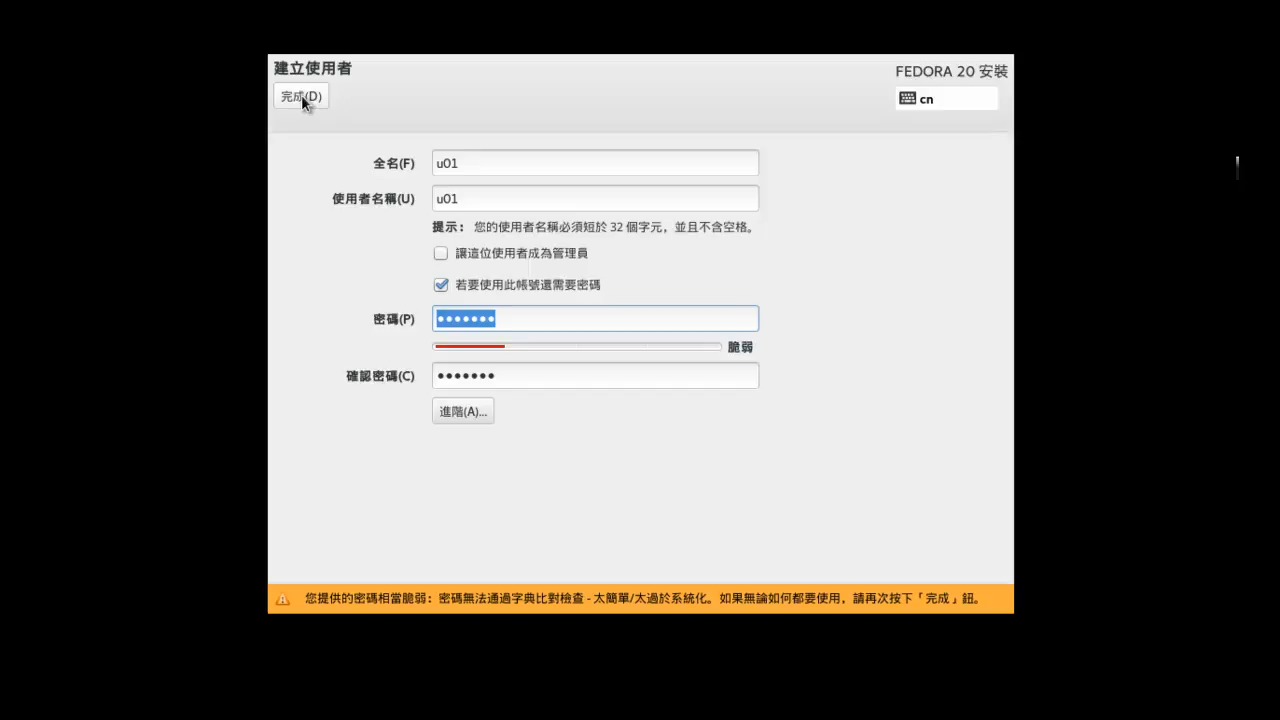 建立使用者
FEDORA 20 安裝
完成(D)
cn
全名(F)
u01
使用者名稱(U)
u01
提示： 您的使用者名稱必須短於 32 個字元，並且不含空格。
讓這位使用者成為管理員
若要使用此帳號還需要密碼
密碼(P)
●●●●●●●
脆弱
確認密碼(C)
●●●●●●●
進階(A)...
您提供的密碼相當脆弱：密碼無法通過字典比對檢查 - 太簡單/太過於系統化。如果無論如何都要使用，請再次按下「完成」鈕。